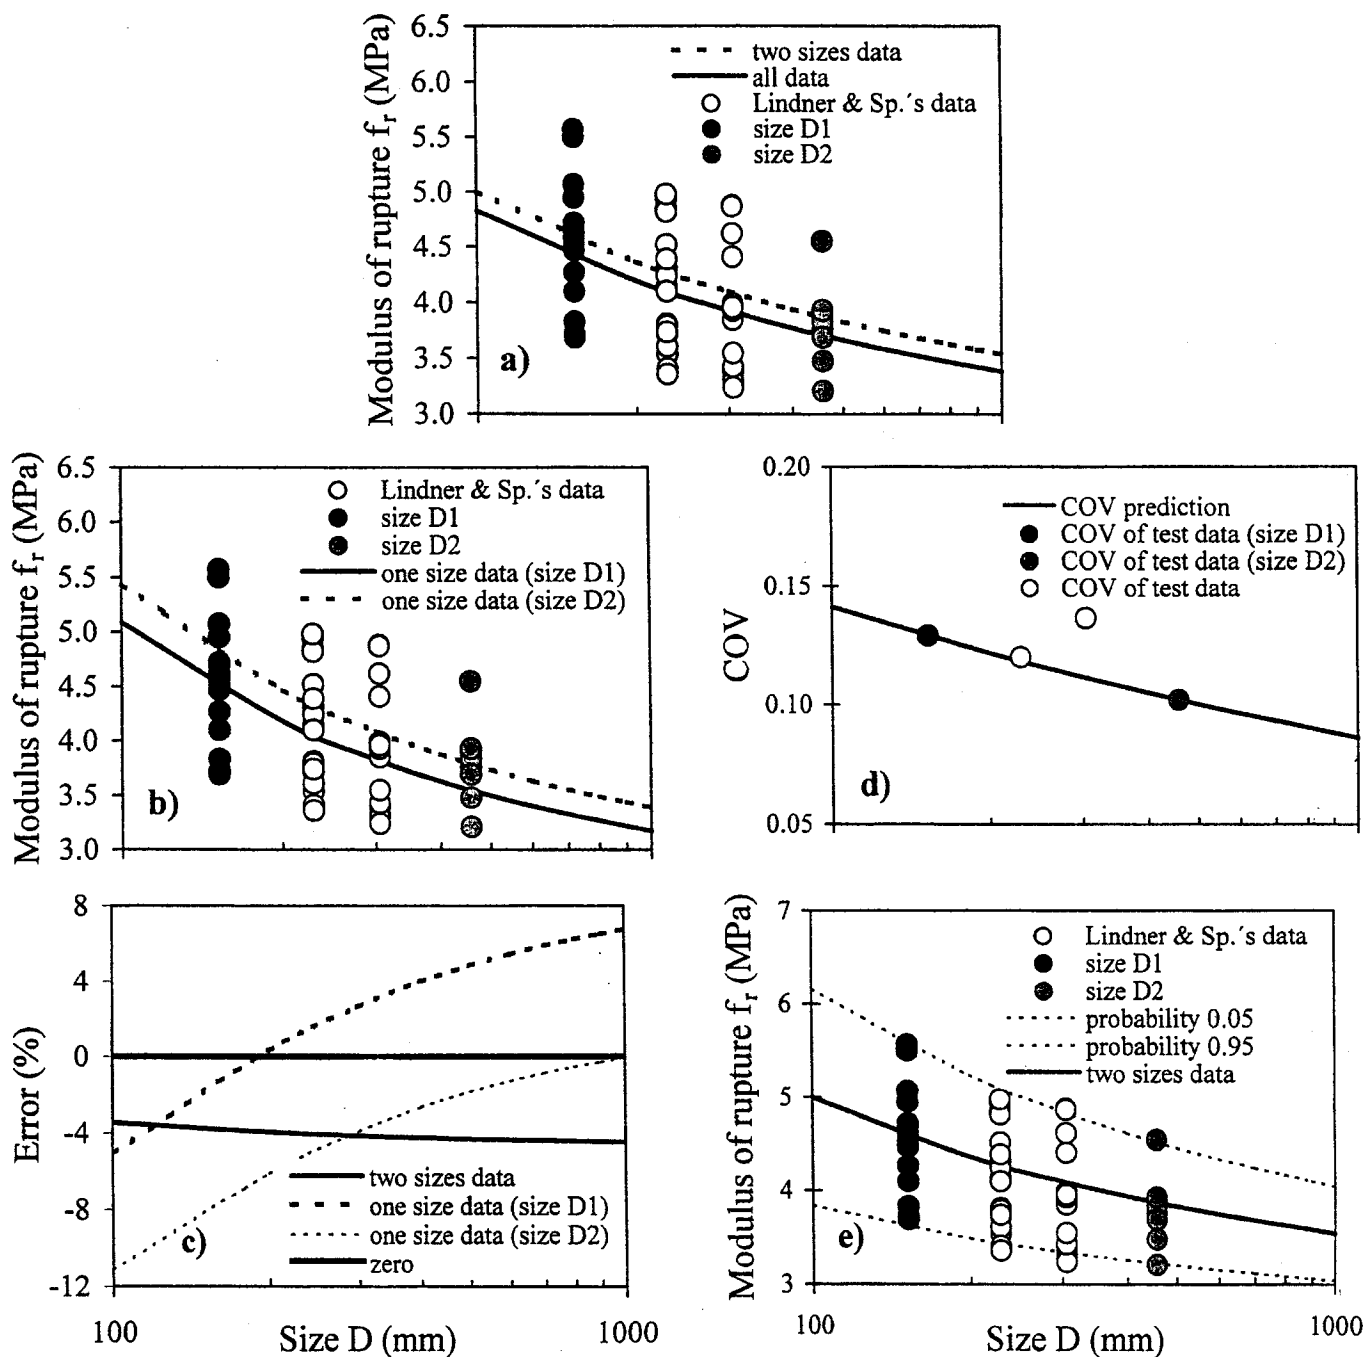 Modulus of rupture fr (MPa)
6.5
6.0
5.5
5.0
4.5
4.0
3.5
3.0
two sizes data
all data
Lindner & Sp.´s data
size D1
size D2
a)
Modulus of rupture fr (MPa)
6.5
6.0
5.5
5.0
4.5
4.0
3.5
3.0
Lindner & Sp.´s data
size D1
size D2
one size data (size D1)
one size data (size D2)
b)
COV
0.20
0.15
0.10
0.05
COV prediction
COV of test data (size D1)
COV of test data (size D2)
COV of test data
d)
Error (%)
8
4
0
-4
-8
-12
two sizes data
one size data (size D1)
one size data (size D2)
zero
c)
100
Size D (mm)
1000
Modulus of rupture fr (MPa)
7
6
5
4
3
Lindner & Sp.´s data
size D1
size D2
probability 0.05
probability 0.95
two sizes data
e)
100
Size D (mm)
1000